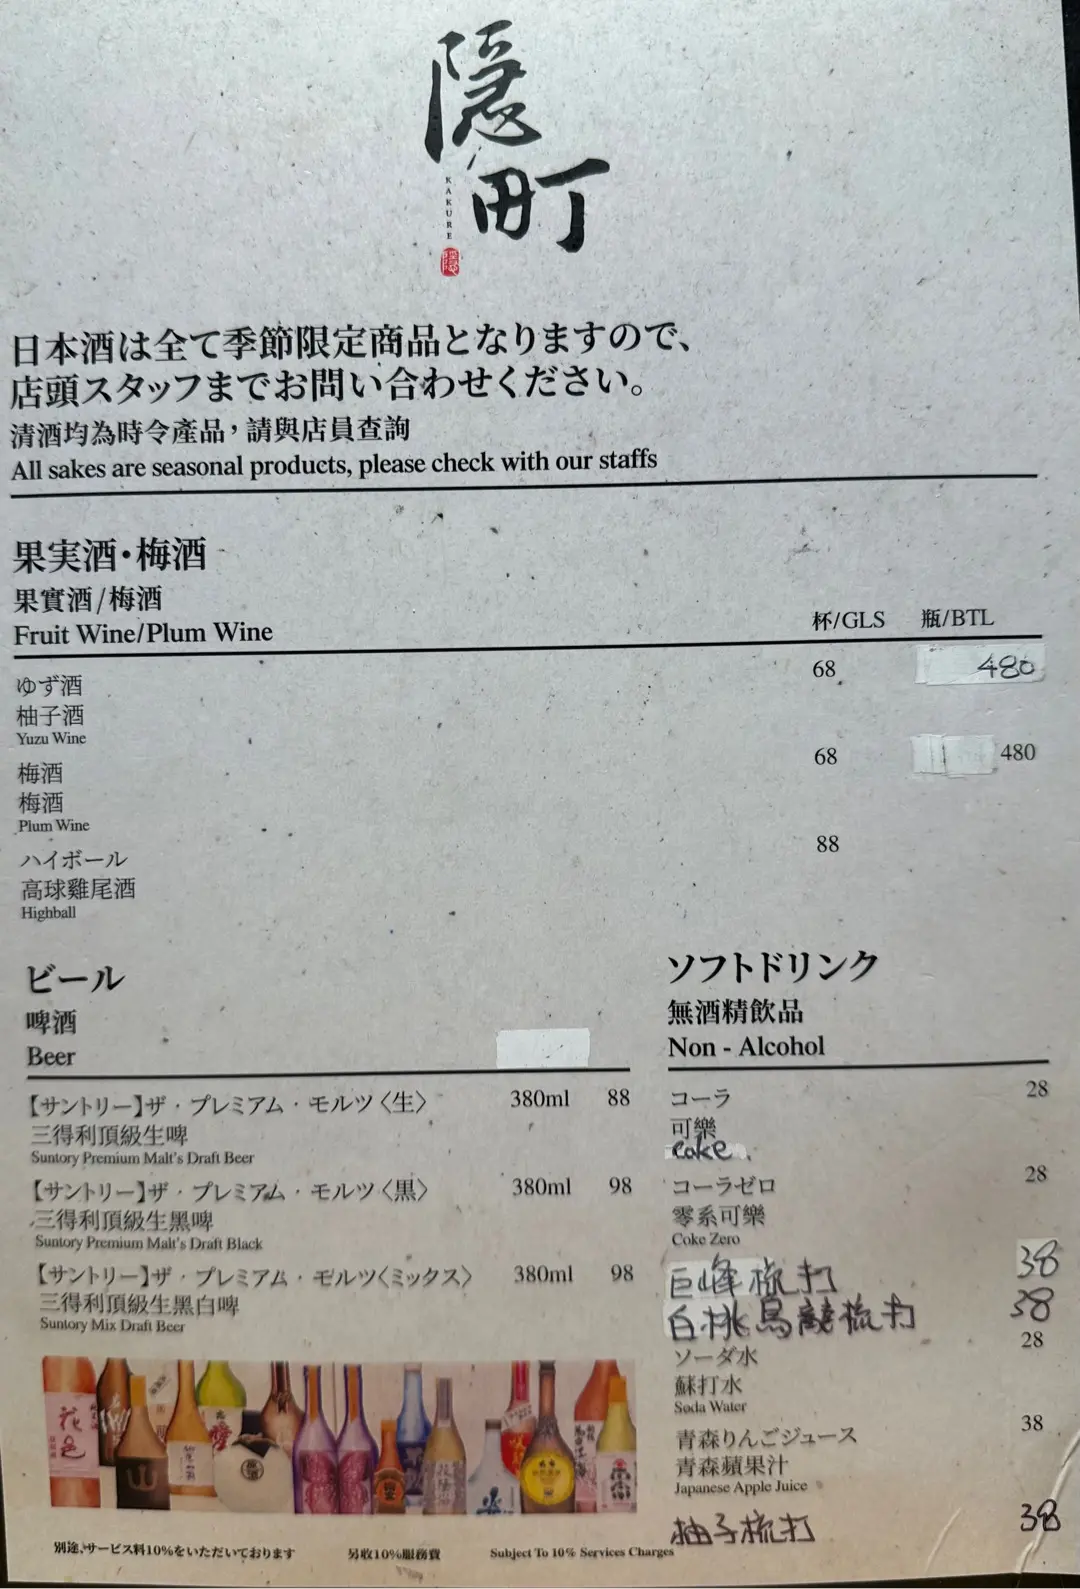 隠町
KAKURE
隠
日本酒は全て季節限定商品となりますので、
店頭スタッフまでお問い合わせください。
清酒均為時令產品，請與店員查詢
All sakes are seasonal products, please check with our staffs
果実酒・梅酒
果實酒/梅酒
Fruit Wine/Plum Wine 杯/GLS 瓶/BTL
ゆず酒 68 480
柚子酒
Yuzu Wine
梅酒 68 480
梅酒
Plum Wine
ハイボール 88
高球雞尾酒
Highball
ビール
啤酒
Beer
【サントリー】ザ・プレミアム・モルツ〈生〉 380ml 88
三得利頂級生啤
Suntory Premium Malt's Draft Beer
【サントリー】ザ・プレミアム・モルツ〈黒〉 380ml 98
三得利頂級生黑啤
Suntory Premium Malt's Draft Black
【サントリー】ザ・プレミアム・モルツ〈ミックス〉 380ml 98
三得利頂級生黑白啤
Suntory Mix Draft Beer
ソフトドリンク
無酒精飲品
Non - Alcohol
コーラ 28
可樂
Coke
コーラゼロ 28
零系可樂
Coke Zero
巨峰梳打 38
白桃烏龍梳打 38
ソーダ水 28
蘇打水
Soda Water
青森りんごジュース 38
青森蘋果汁
Japanese Apple Juice
柚子梳打 38
花邑
山
別途、サービス料10%をいただいております 另收10%服務費 Subject To 10% Services Charges